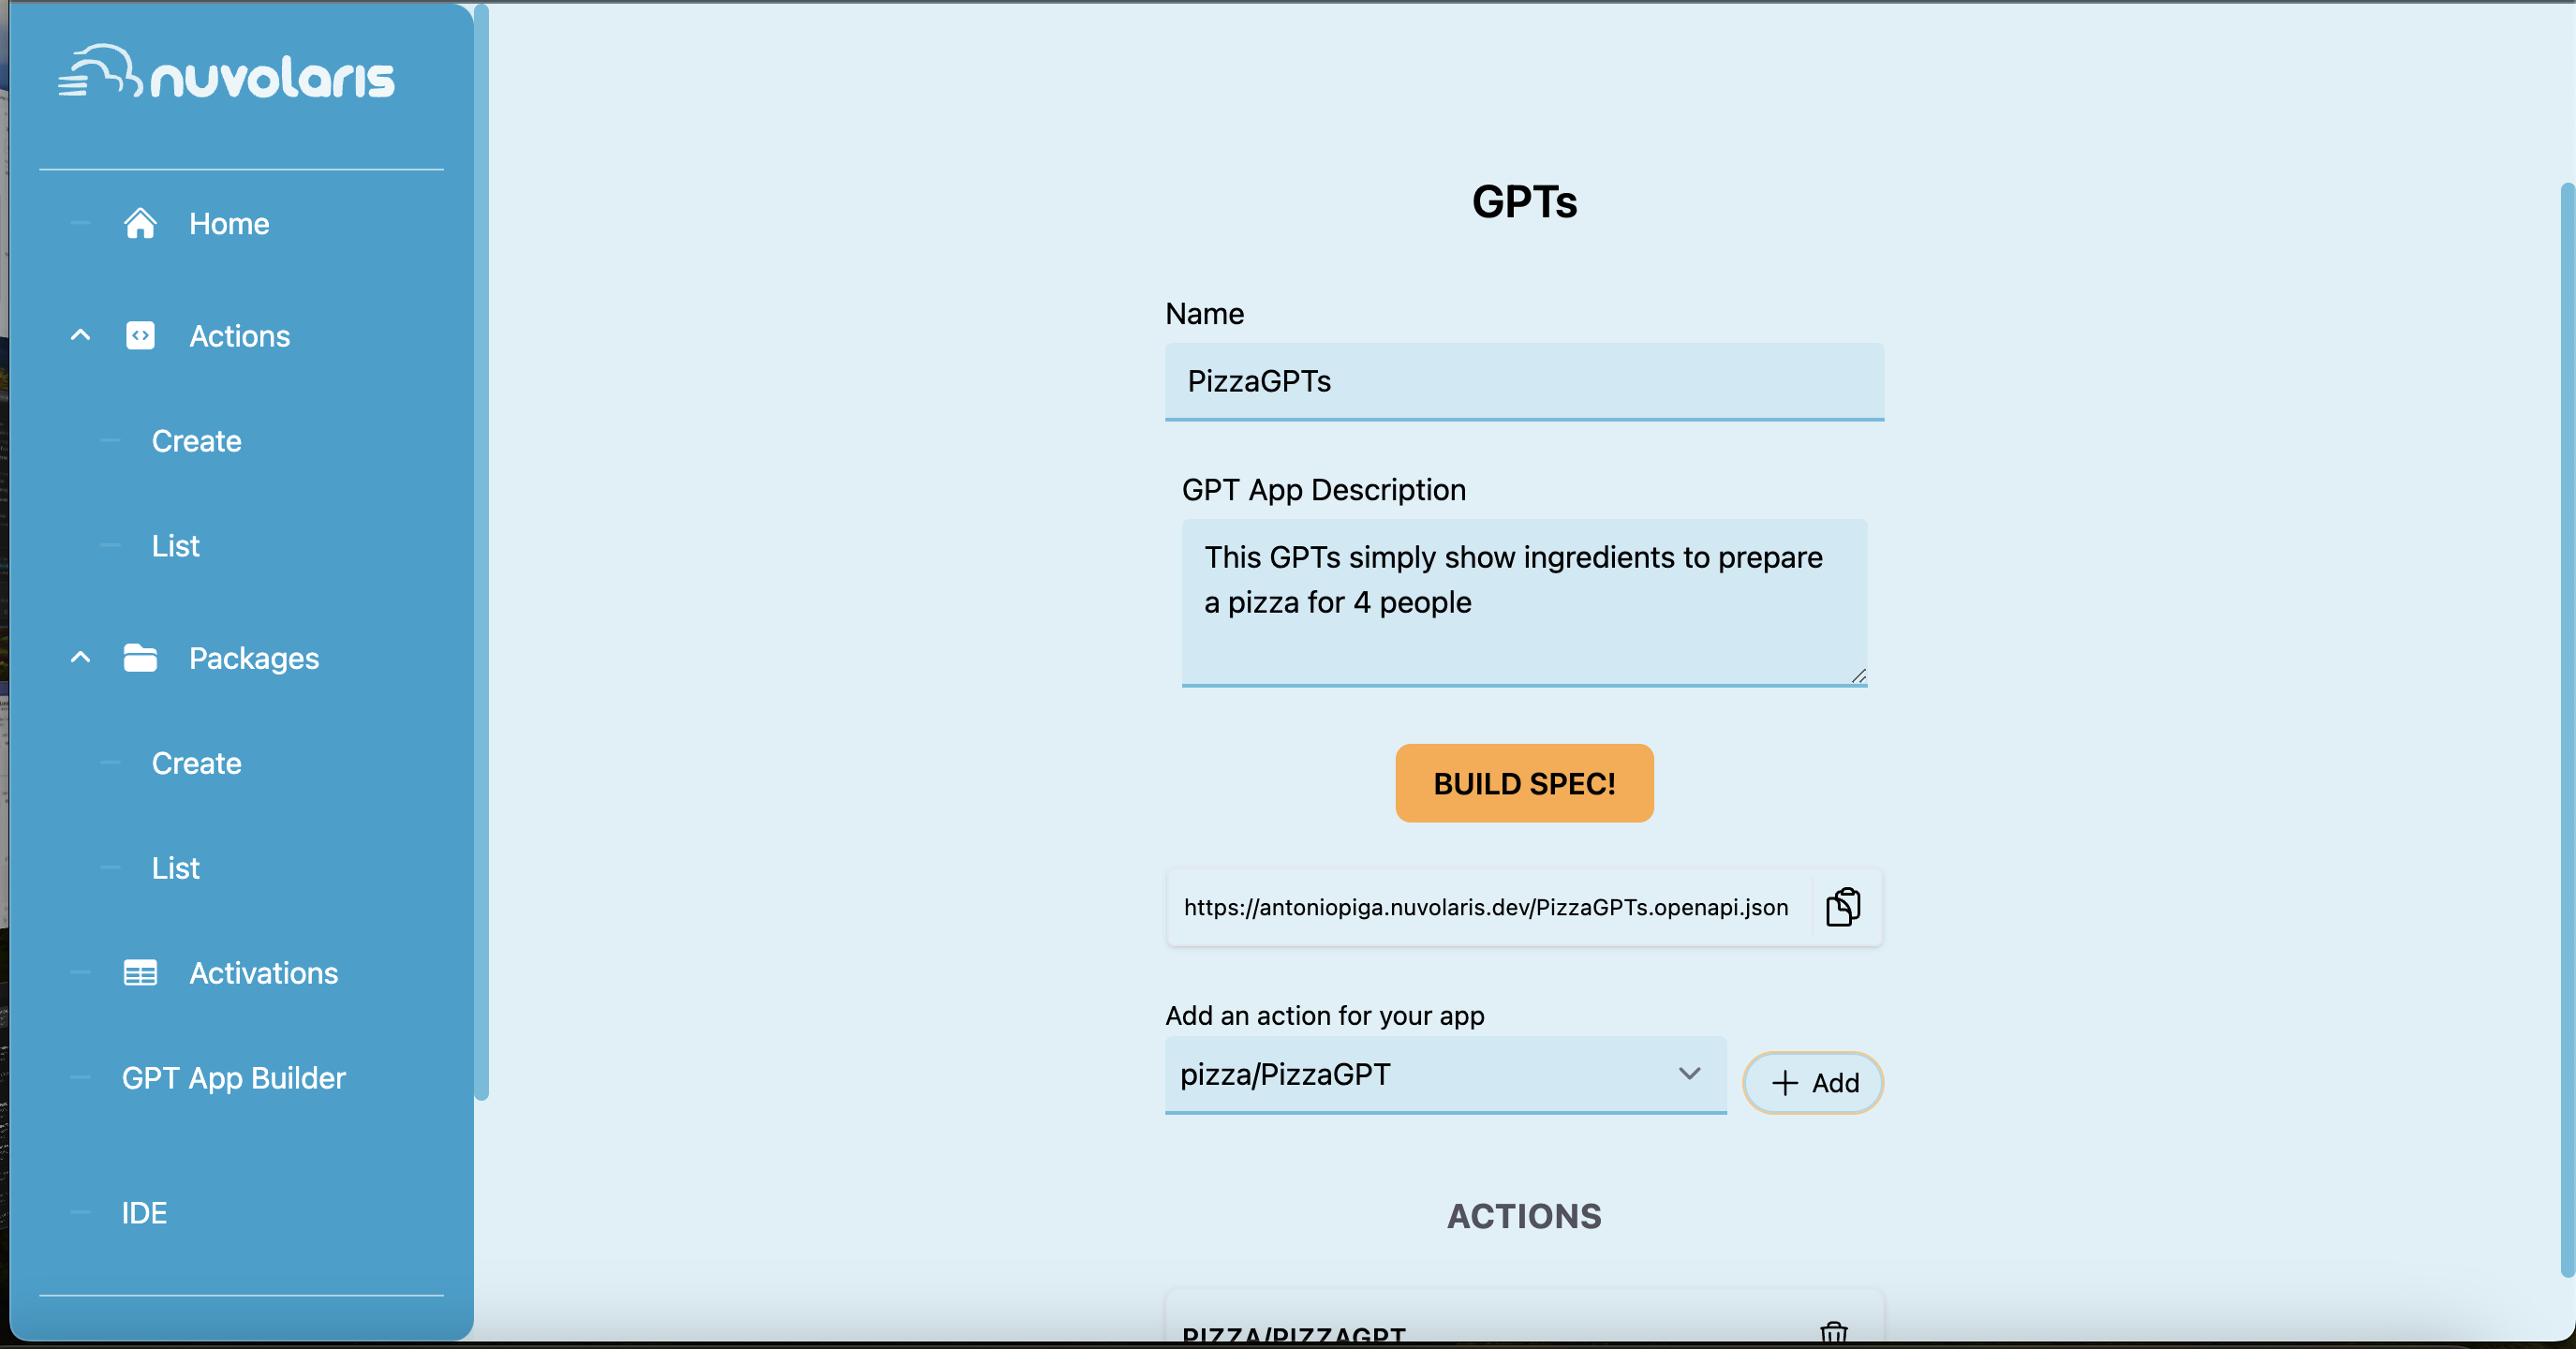 nuvolaris
Home
Actions
Create
List
Packages
Create
List
Activations
GPT App Builder
IDE
GPTs
Name
PizzaGPTs
GPT App Description
This GPTs simply show ingredients to prepare
a pizza for 4 people
BUILD SPEC!
https://antoniopiga.nuvolaris.dev/PizzaGPTs.openapi.json
Add an action for your app
pizza/PizzaGPT
Add
ACTIONS
PIZZA/PIZZAGPT